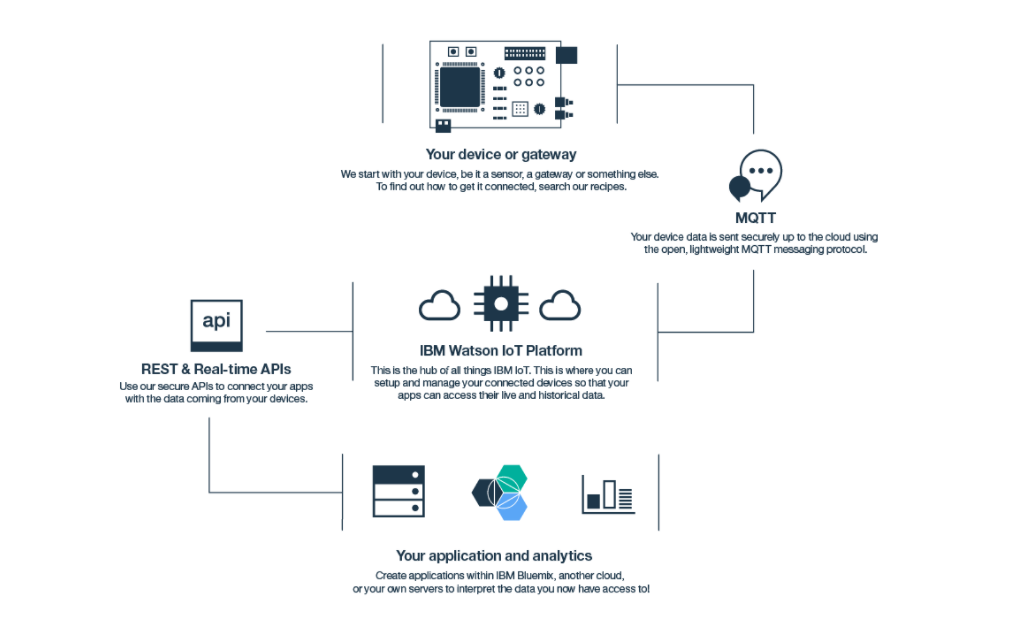 Your device or gateway
We start with your device, be it a sensor, a gateway or something else.
To find out how to get it connected, search our recipes.
MQTT
Your device data is sent securely up to the cloud using
the open, lightweight MQTT messaging protocol.
IBM Watson IoT Platform
This is the hub of all things IBM IoT. This is where you can
setup and manage your connected devices so that your
apps can access their live and historical data.
api
REST & Real-time APIs
Use our secure APIs to connect your apps
with the data coming from your devices.
Your application and analytics
Create applications within IBM Bluemix, another cloud,
or your own servers to interpret the data you now have access to!